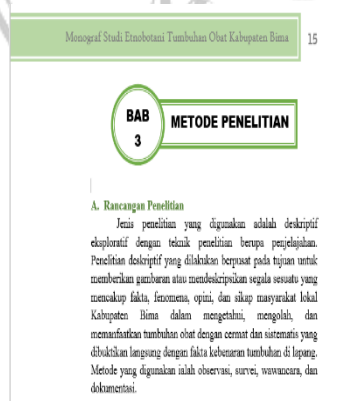 Monograf Studi Etnobotani Tumbuhan Obat Kabupaten Bima 15
BAB
3
METODE PENELITIAN
A. Rancangan Penelitian
Jenis penelitian yang digunakan adalah deskriptif
eksploratif dengan teknik penelitian berupa penjelajahan.
Penelitian deskriptif yang dilakukan berpusat pada tujuan untuk
memberikan gambaran atau mendeskripsikan segala sesuatu yang
mencakup fakta, fenomena, opini, dan sikap masyarakat lokal
Kabupaten Bima dalam mengetahui, mengolah, dan
memanfaatkan tumbuhan obat dengan cermat dan sistematis yang
dibuktikan langsung dengan fakta kebenaran tumbuhan di lapang.
Metode yang digunakan ialah observasi, survei, wawancara, dan
dokumentasi.